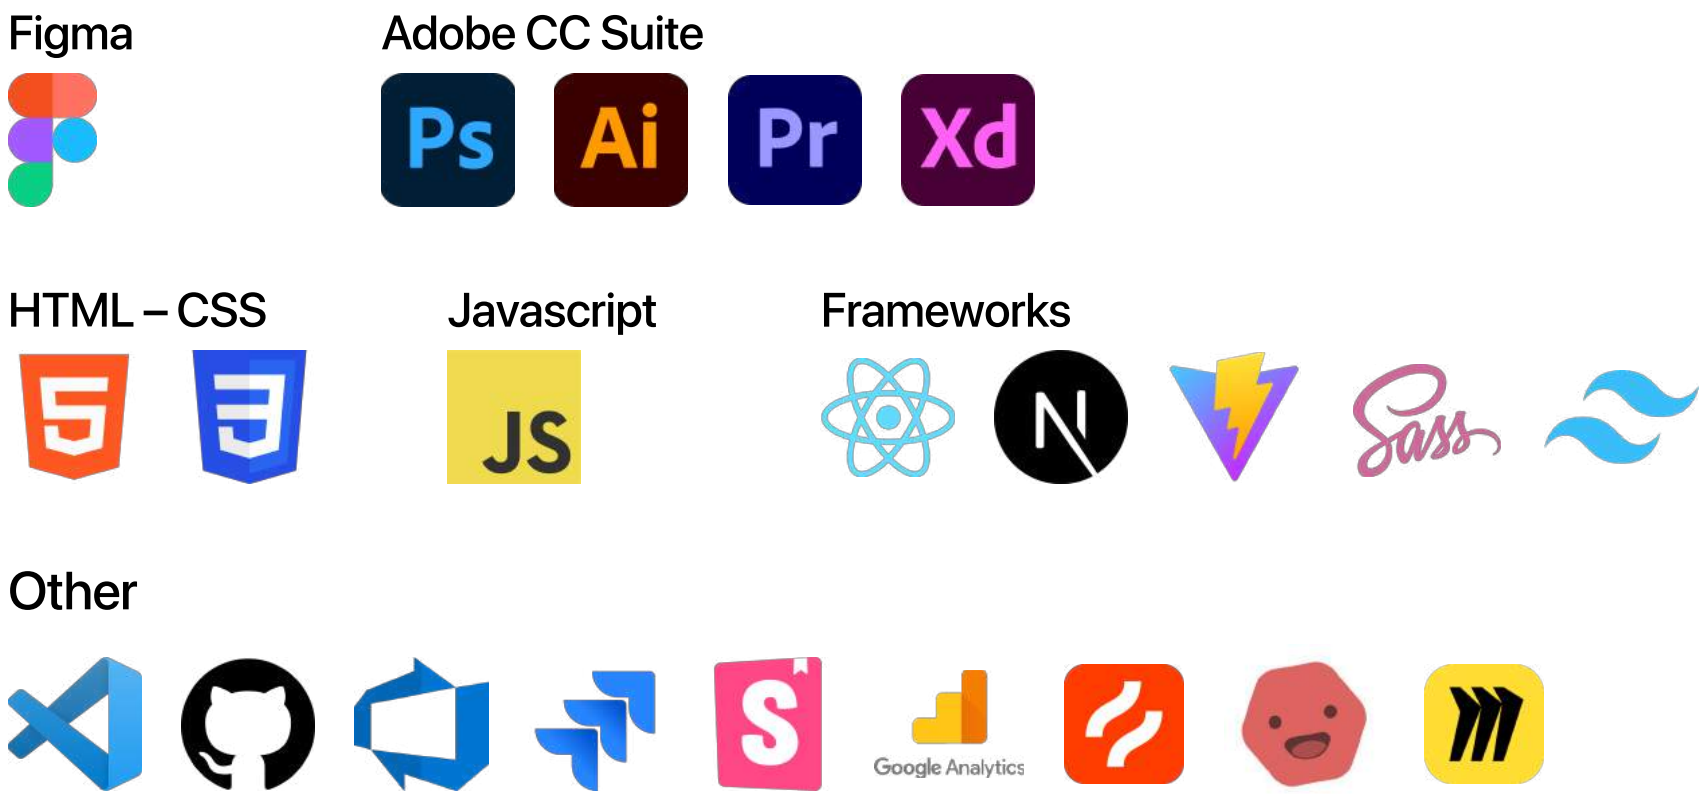 Figma
Adobe CC Suite
Ps
Ai
Pr
Xd
HTML – CSS
Javascript
Frameworks
5
3
JS
N
Sass
Other
S
Google Analytics